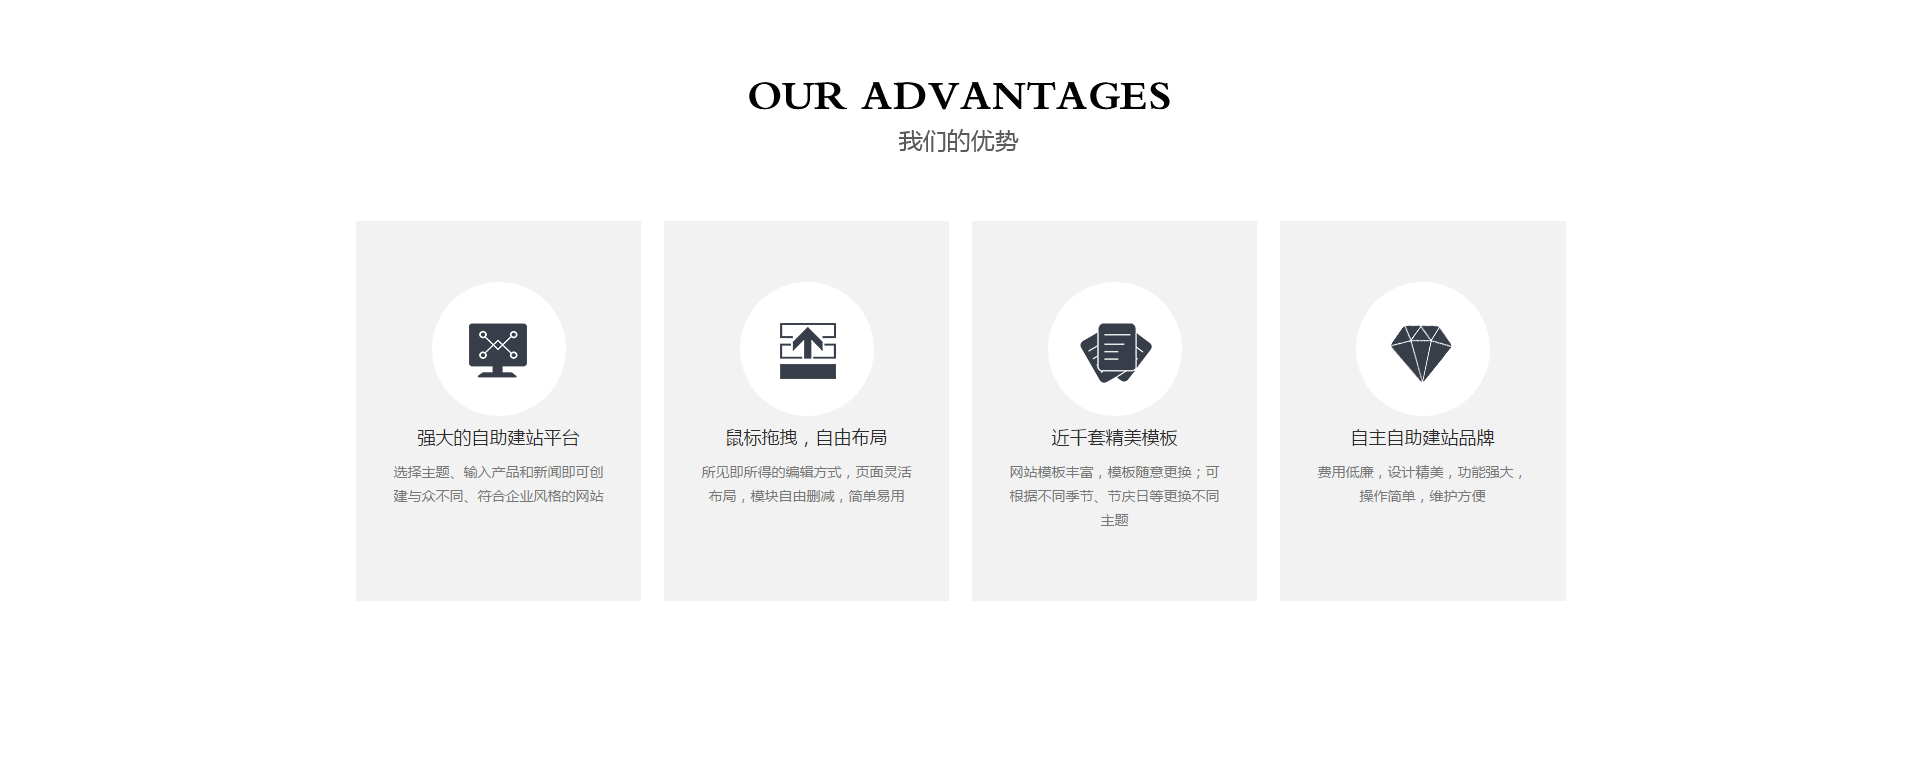 OUR ADVANTAGES
我们的优势
强大的自助建站平台
选择主题、输入产品和新闻即可创
建与众不同、符合企业风格的网站
鼠标拖拽，自由布局
所见即所得的编辑方式，页面灵活
布局，模块自由删减，简单易用
近千套精美模板
网站模板丰富，模板随意更换；可
根据不同季节、节庆日等更换不同
主题
自主自助建站品牌
费用低廉，设计精美，功能强大，
操作简单，维护方便